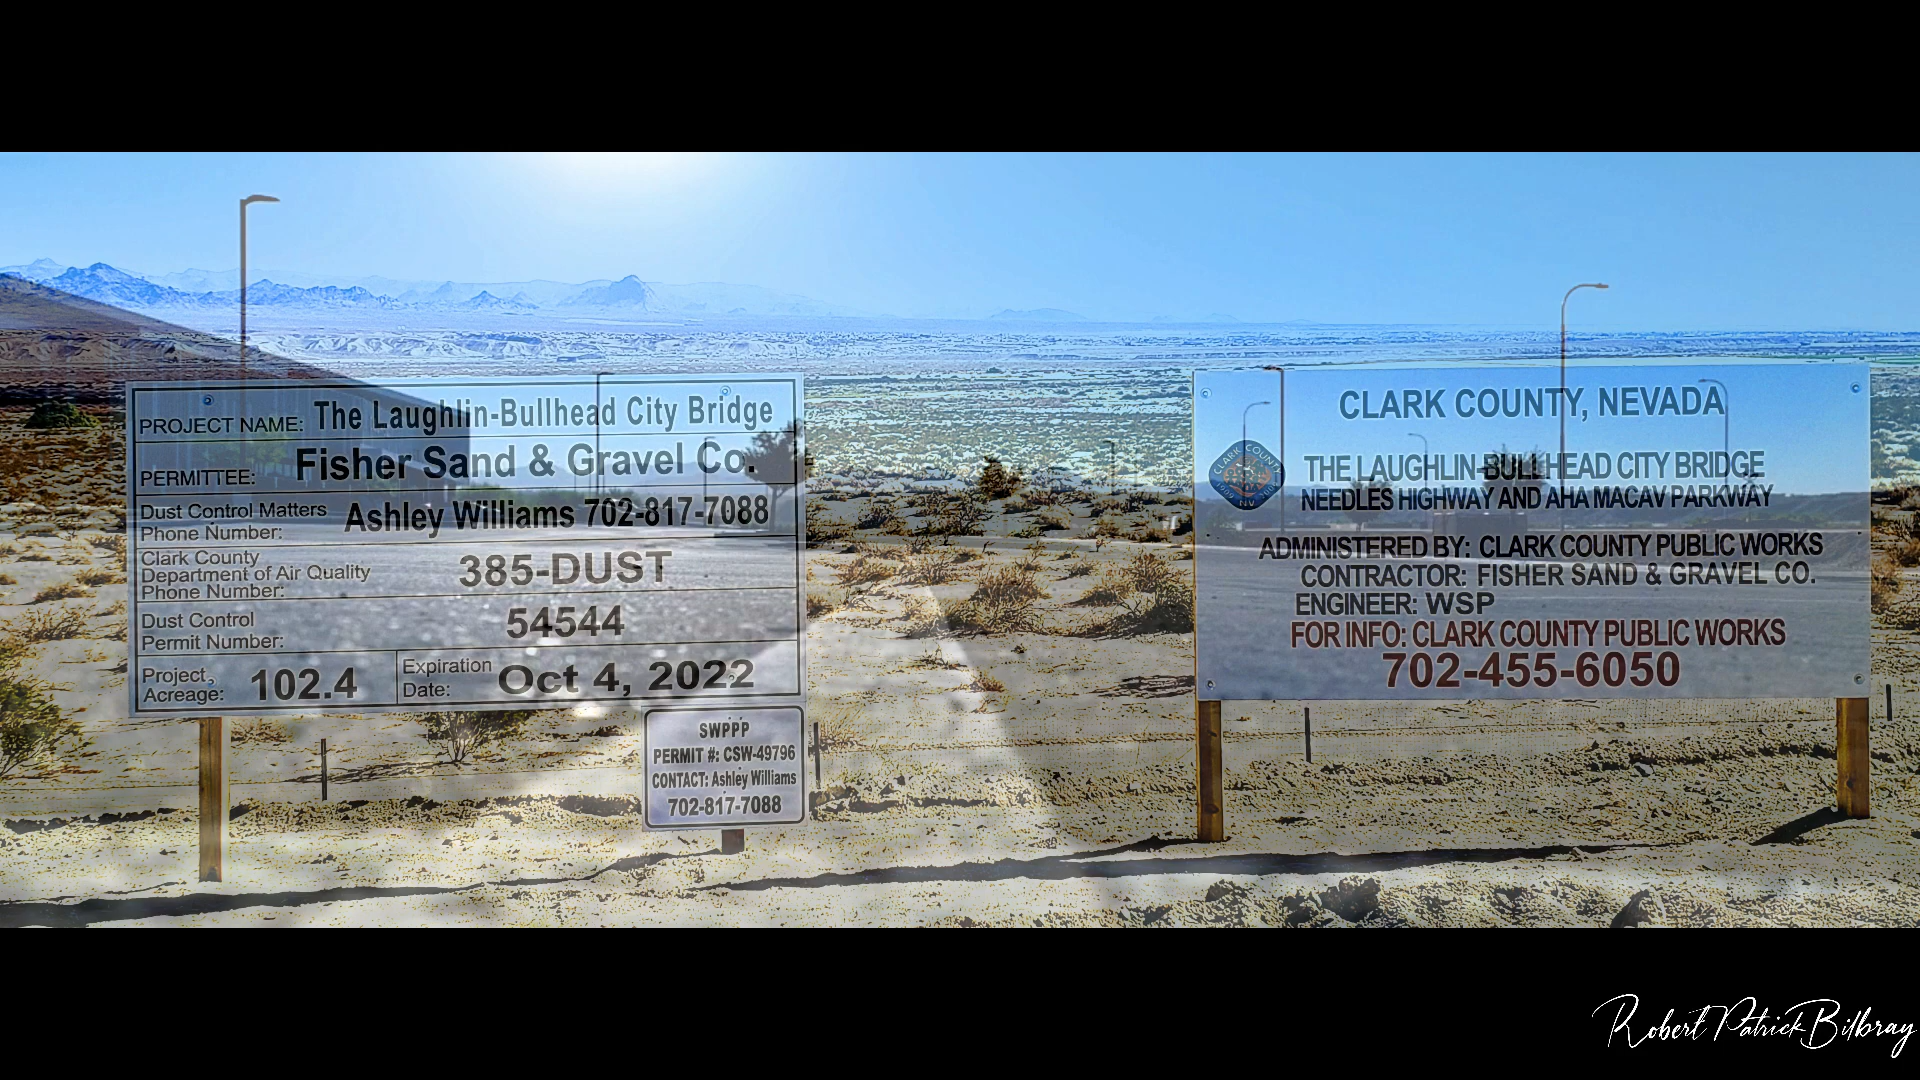 PROJECT NAME: The Laughlin-Bullhead City Bridge
PERMITTEE: Fisher Sand & Gravel Co.
Dust Control Matters
Phone Number: Ashley Williams 702-817-7088
Clark County
Department of Air Quality
Phone Number: 385-DUST
Dust Control
Permit Number: 54544
Project
Acreage: 102.4
Expiration
Date: Oct 4, 2022
SWPPP
PERMIT #: CSW-49796
CONTACT: Ashley Williams
702-817-7088
CLARK COUNTY, NEVADA
CLARK COUNTY
NV
THE LAUGHLIN-BULLHEAD CITY BRIDGE
NEEDLES HIGHWAY AND AHA MACAV PARKWAY
ADMINISTERED BY: CLARK COUNTY PUBLIC WORKS
CONTRACTOR: FISHER SAND & GRAVEL CO.
ENGINEER: WSP
FOR INFO: CLARK COUNTY PUBLIC WORKS
702-455-6050
Robert Patrick Bilbray